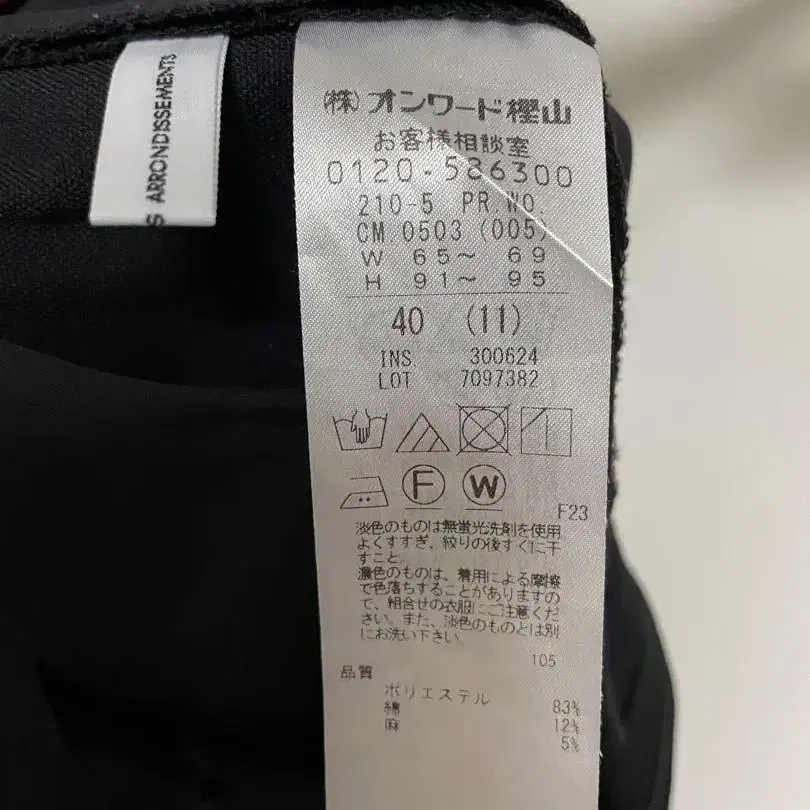 S ARRONDISSEMENTS
㈱オンワード樫山
お客様相談室
0120-586300
210-5 PR.WO.
CM.0503 (005)
W 65〜 69
H 91〜 95
40 (11)
INS. 300624
LOT 7097382
F W
F23
淡色のものは無蛍光洗剤を使用
よくすすぎ、絞りの後すぐに干
すこと。
濃色のものは、着用による摩擦
で色落ちすることがありますの
で、組合せの衣服にご注意くだ
さい。また、淡色のものとは別
にお洗い下さい。
105
品質
ポリエステル 83%
綿 12%
麻 5%